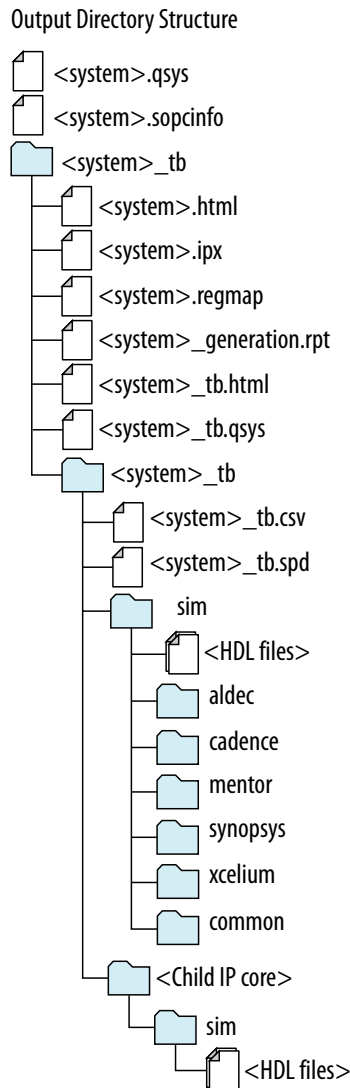 Output Directory Structure
<system>.qsys
<system>.sopcinfo
<system>_tb
<system>.html
<system>.ipx
<system>.regmap
<system>_generation.rpt
<system>_tb.html
<system>_tb.qsys
<system>_tb
<system>_tb.csv
<system>_tb.spd
sim
<HDL files>
aldec
cadence
mentor
synopsys
xcelium
common
<Child IP core>
sim
<HDL files>